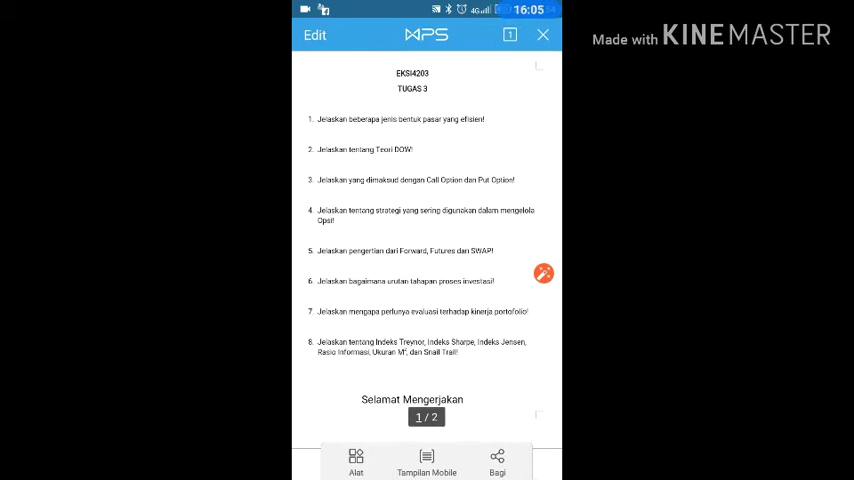 16:05
Made with KINEMASTER
Edit
WPS
1
EKSI4203
TUGAS 3
1. Jelaskan beberapa jenis bentuk pasar yang efisien!
2. Jelaskan tentang Teori DOW!
3. Jelaskan yang dimaksud dengan Call Option dan Put Option!
4. Jelaskan tentang strategi yang sering digunakan dalam mengelola
Opsi!
5. Jelaskan pengertian dari Forward, Futures dan SWAP!
6. Jelaskan bagaimana urutan tahapan proses investasi!
7. Jelaskan mengapa perlunya evaluasi terhadap kinerja portofolio!
8. Jelaskan tentang Indeks Treynor, Indeks Sharpe, Indeks Jensen,
Rasio Informasi, Ukuran M², dan Snail Trail!
Selamat Mengerjakan
1 / 2
Alat
Tampilan Mobile
Bagi